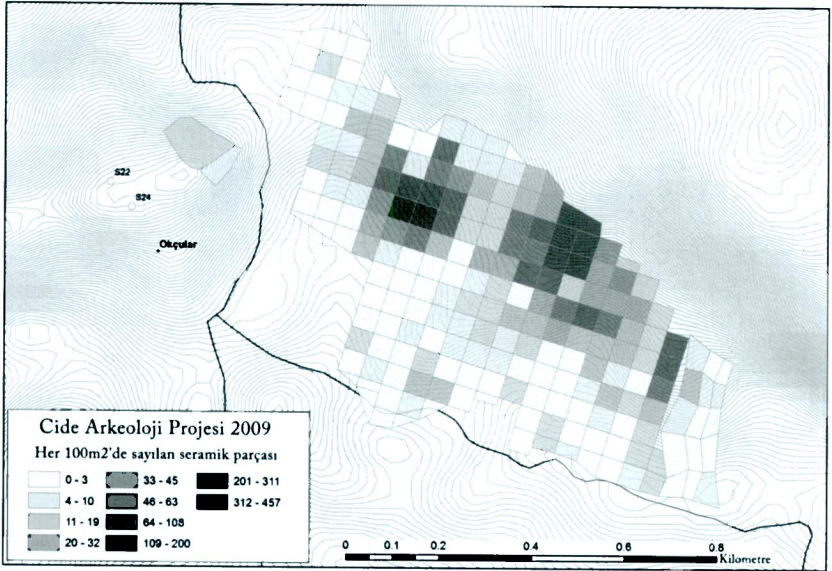 S22
S24
Okçular
Cide Arkeoloji Projesi 2009
Her 100m2'de sayılan seramik parçası
0 - 3
4 - 10
11 - 19
20 - 32
33 - 45
46 - 63
64 - 108
109 - 200
201 - 311
312 - 457
0 0.1 0.2 0.4 0.6 0.8
Kilometre